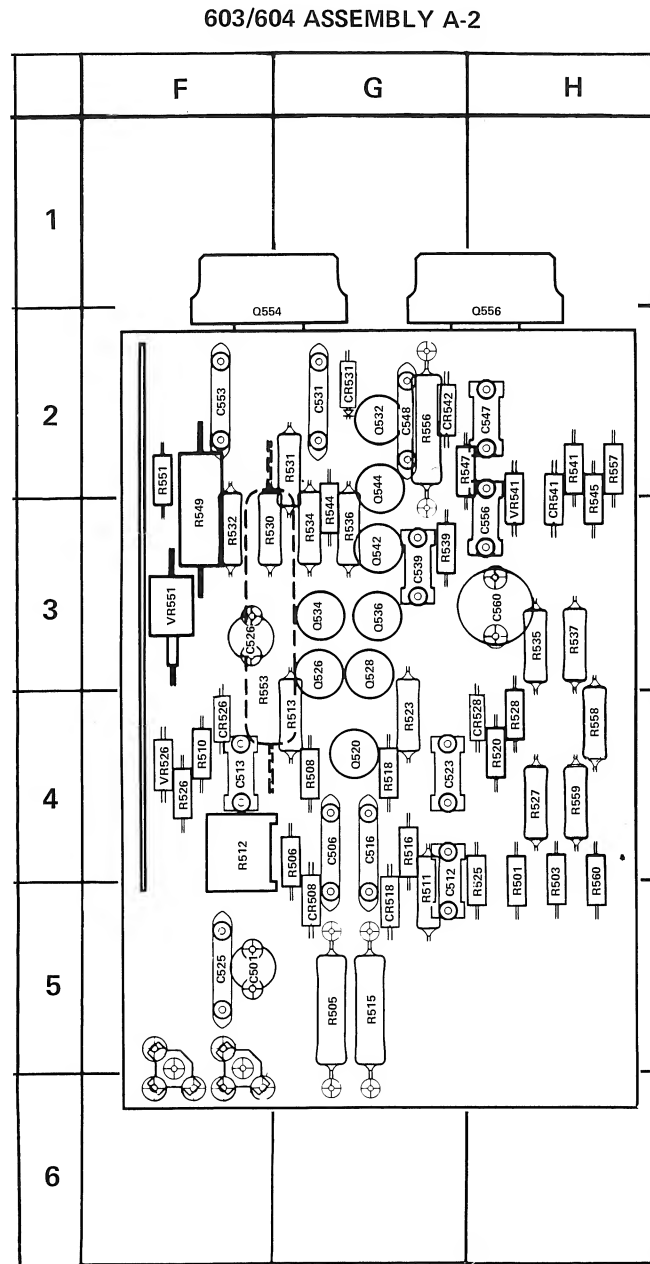 603/604 ASSEMBLY A-2
F G H
1
Q554 Q556
2
C553 C531 CR531 Q532 C548 R556 CR542 C547
R551 R549 R531 Q544 R547 R541 R557
R532 R530 R534 R544 R536 C556 VR541 CR541 R545
Q542 C539 R539
3
VR551 C526 Q534 Q536 C560 R535 R537
R553 Q526 Q528
CR526 R513 R523 CR528 R528 R558
VR526 R526 R510 C513 R508 Q520 R518 C523 R520
4
R527 R559
R512 R506 C506 C516 R516
CR508 CR518 R511 C512 R525 R501 R503 R560
5
C525 C501 R505 R515
6